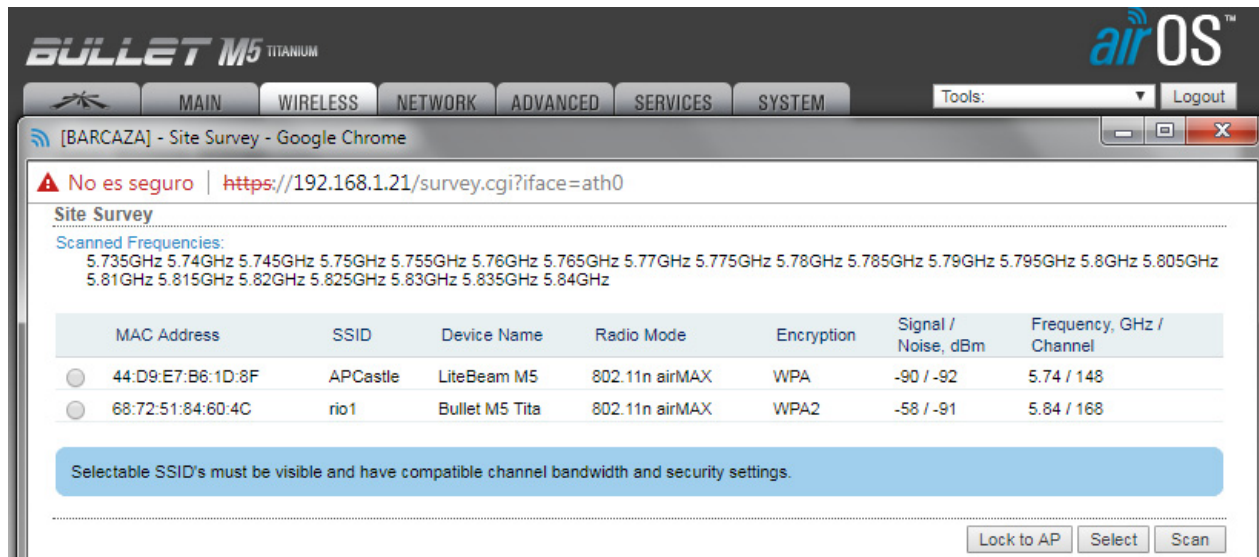 BULLET M5 TITANIUM
airOS™
MAIN WIRELESS NETWORK ADVANCED SERVICES SYSTEM Tools: Logout
[BARCAZA] - Site Survey - Google Chrome
No es seguro | https://192.168.1.21/survey.cgi?iface=ath0
Site Survey
Scanned Frequencies:
5.735GHz 5.74GHz 5.745GHz 5.75GHz 5.755GHz 5.76GHz 5.765GHz 5.77GHz 5.775GHz 5.78GHz 5.785GHz 5.79GHz 5.795GHz 5.8GHz 5.805GHz
5.81GHz 5.815GHz 5.82GHz 5.825GHz 5.83GHz 5.835GHz 5.84GHz
MAC Address SSID Device Name Radio Mode Encryption Signal / Noise, dBm Frequency, GHz / Channel
44:D9:E7:B6:1D:8F APCastle LiteBeam M5 802.11n airMAX WPA -90 / -92 5.74 / 148
68:72:51:84:60:4C rio1 Bullet M5 Tita 802.11n airMAX WPA2 -58 / -91 5.84 / 168
Selectable SSID's must be visible and have compatible channel bandwidth and security settings.
Lock to AP Select Scan